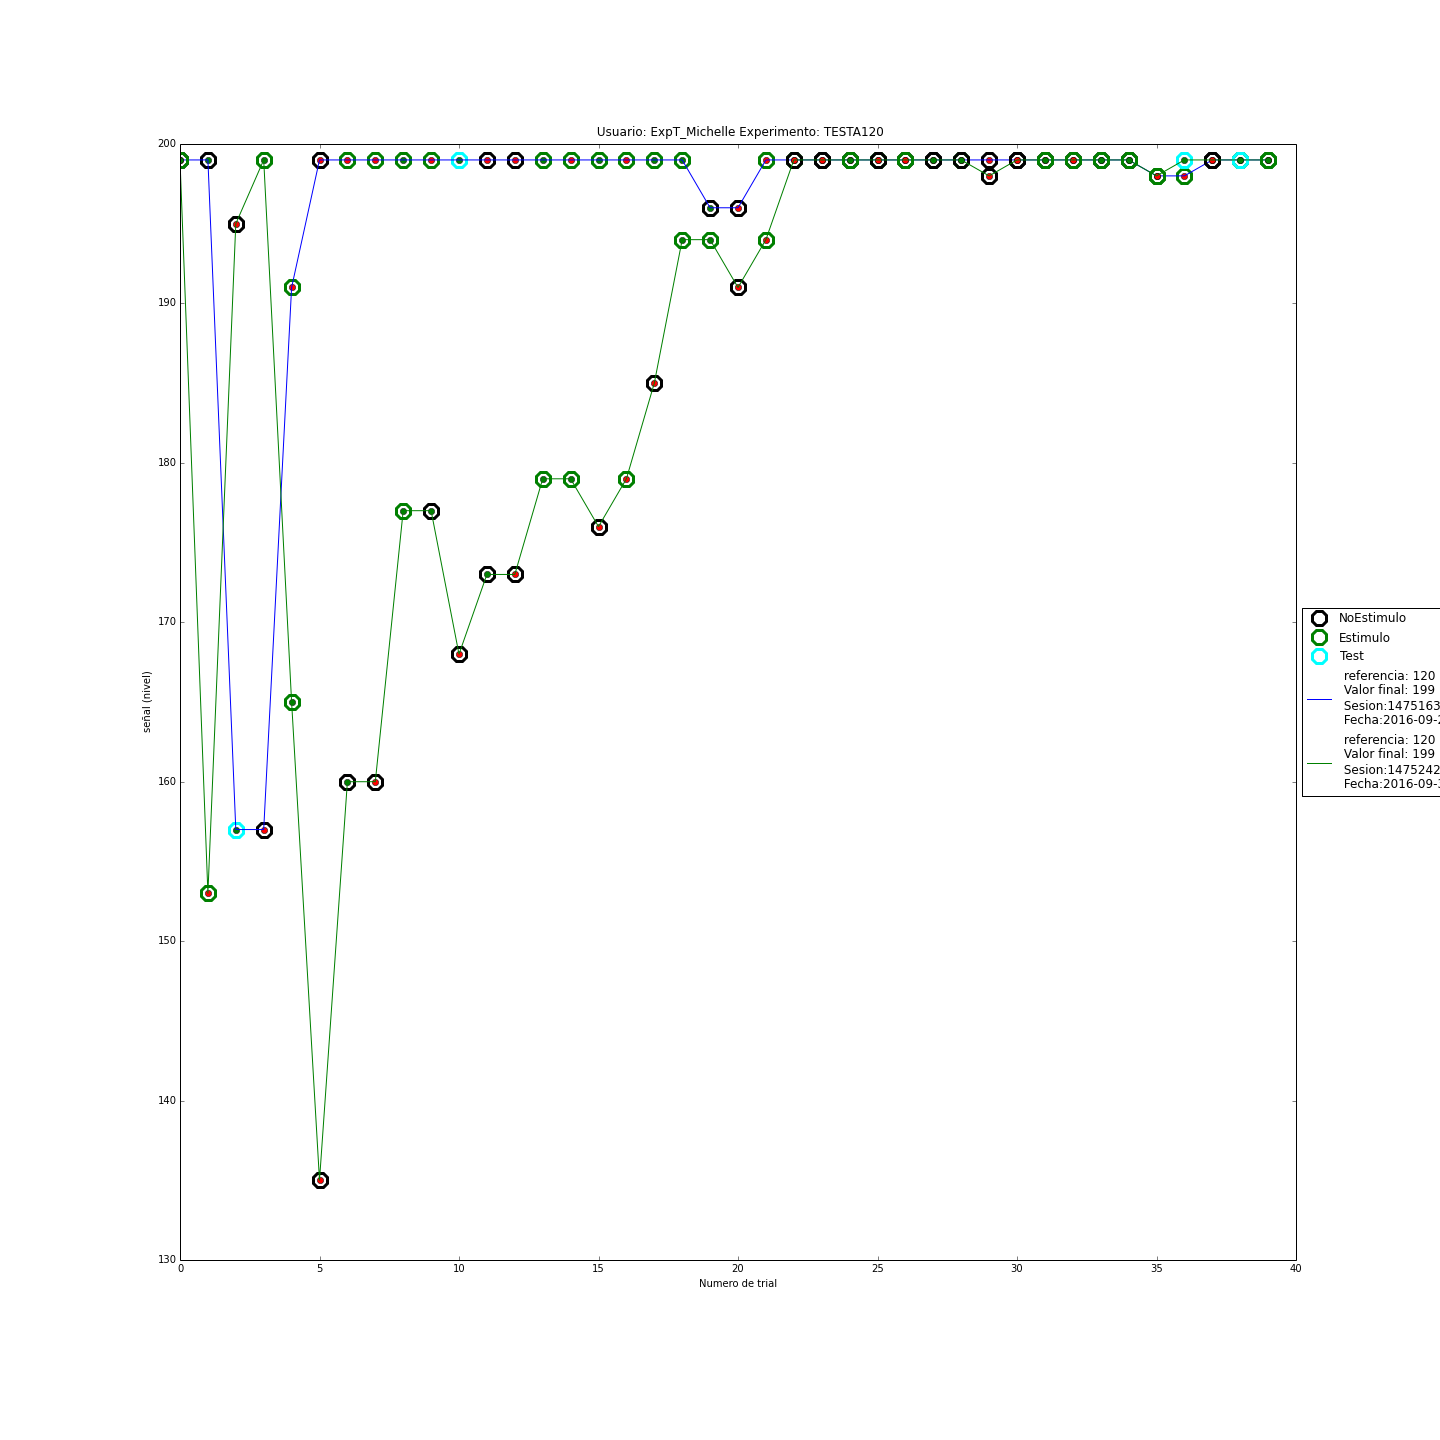 Usuario: ExpT_Michelle Experimento: TESTA120
200
190
180
170
160
150
140
130
señal (nivel)
0 5 10 15 20 25 30 35 40
Numero de trial
NoEstimulo
Estimulo
Test
referencia: 120
Valor final: 199
Sesion:1475163
Fecha:2016-09-2
referencia: 120
Valor final: 199
Sesion:1475242
Fecha:2016-09-